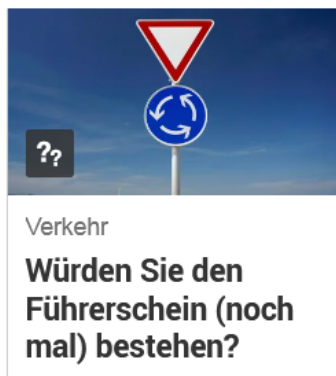 ??
Verkehr
Würden Sie den
Führerschein (noch
mal) bestehen?